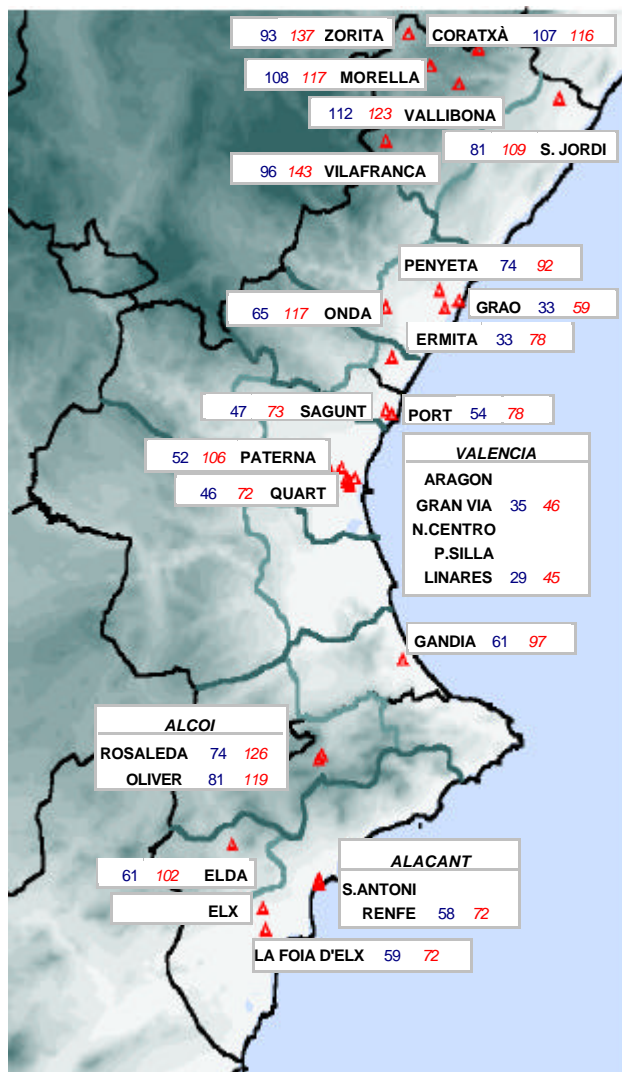 93 137 ZORITA
CORATXÀ 107 116
108 117 MORELLA
112 123 VALLIBONA
81 109 S. JORDI
96 143 VILAFRANCA
PENYETA 74 92
65 117 ONDA
GRAO 33 59
ERMITA 33 78
47 73 SAGUNT
PORT 54 78
52 106 PATERNA
46 72 QUART
VALENCIA
ARAGON
GRAN VIA 35 46
N.CENTRO
P.SILLA
LINARES 29 45
GANDIA 61 97
ALCOI
ROSALEDA 74 126
OLIVER 81 119
61 102 ELDA
ELX
ALACANT
S.ANTONI
RENFE 58 72
LA FOIA D'ELX 59 72